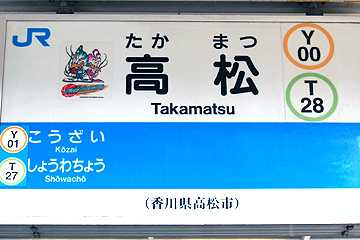 JR
たか まつ
高 松
Takamatsu
Y
00
T
28
Y
01
こうざい
Kōzai
T
27
しょうわちょう
Shōwachō
(香川県高松市)